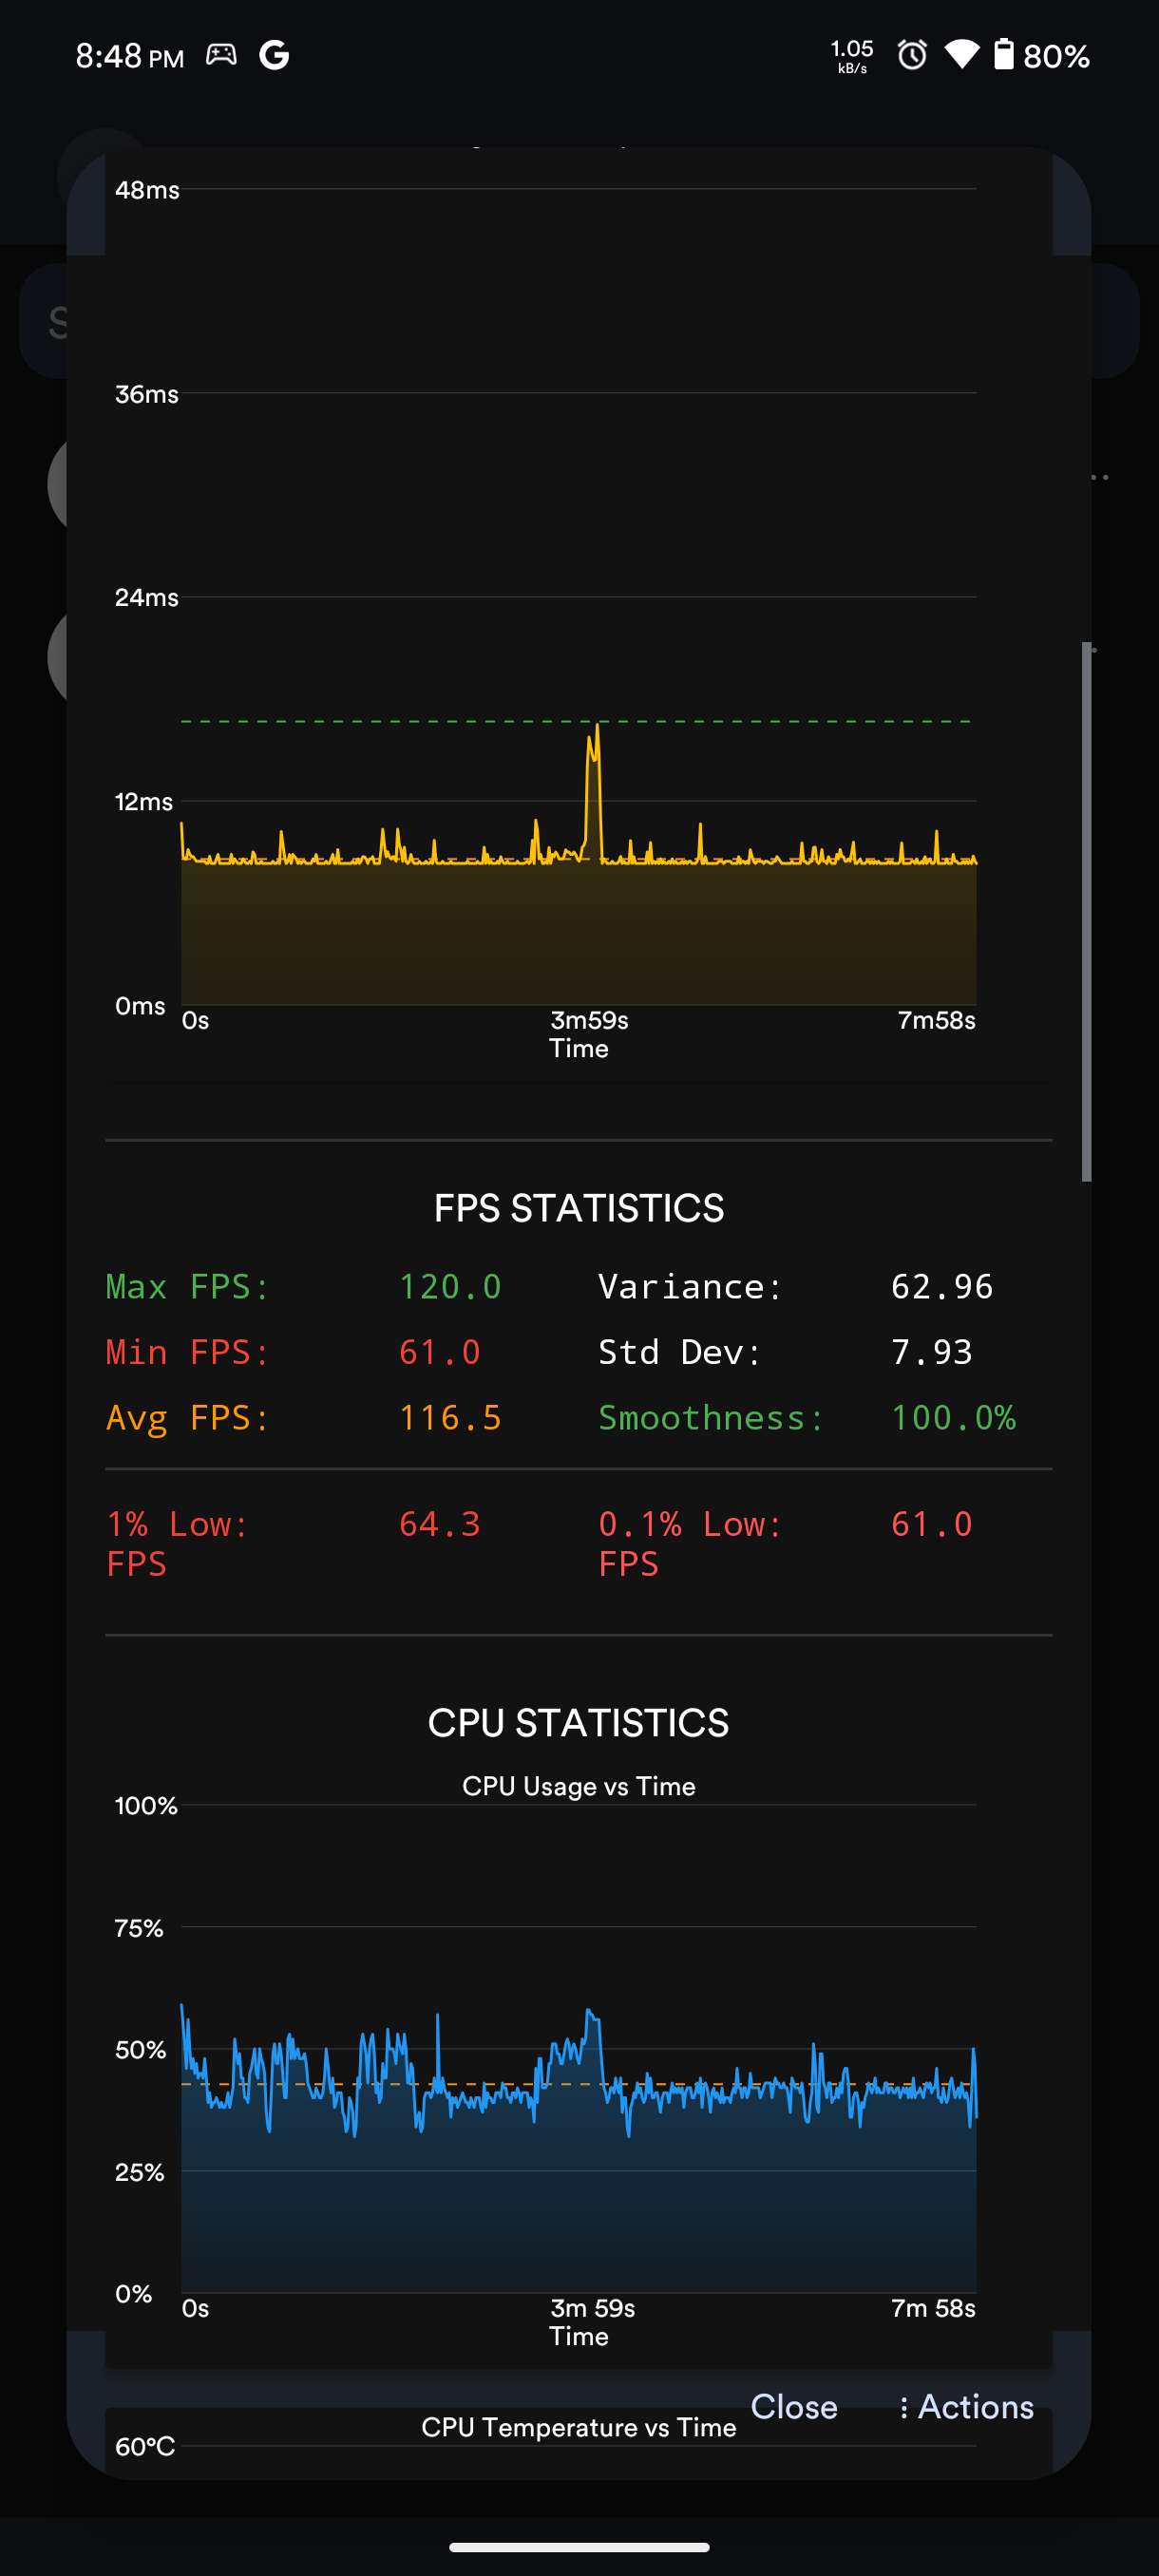 8:48 PM
1.05 kB/s
80%
S
48ms
36ms
24ms
12ms
0ms
0s 3m59s 7m58s
Time
FPS STATISTICS
Max FPS: 120.0 Variance: 62.96
Min FPS: 61.0 Std Dev: 7.93
Avg FPS: 116.5 Smoothness: 100.0%
1% Low: 64.3 0.1% Low: 61.0
FPS FPS
CPU STATISTICS
CPU Usage vs Time
100%
75%
50%
25%
0%
0s 3m 59s 7m 58s
Time
Close Actions
CPU Temperature vs Time
60°C